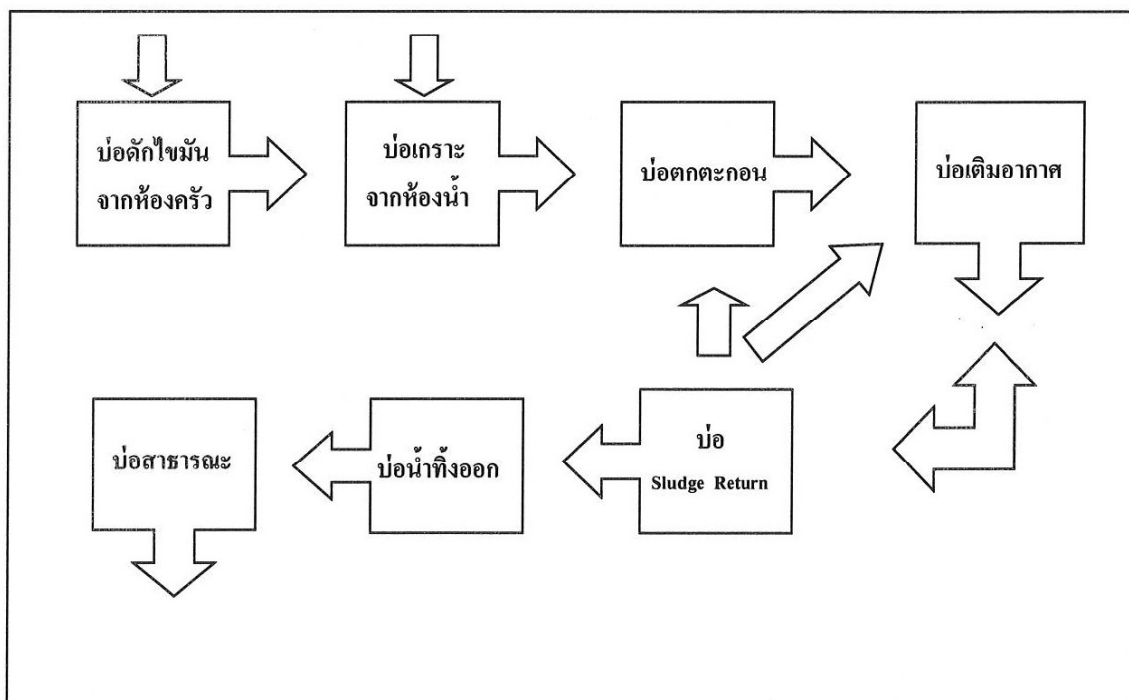 บ่อดักไขมัน
จากห้องครัว
บ่อเกราะ
จากห้องน้ำ
บ่อตกตะกอน
บ่อเติมอากาศ
บ่อสาธารณะ
บ่อน้ำทิ้งออก
บ่อ
Sludge Return